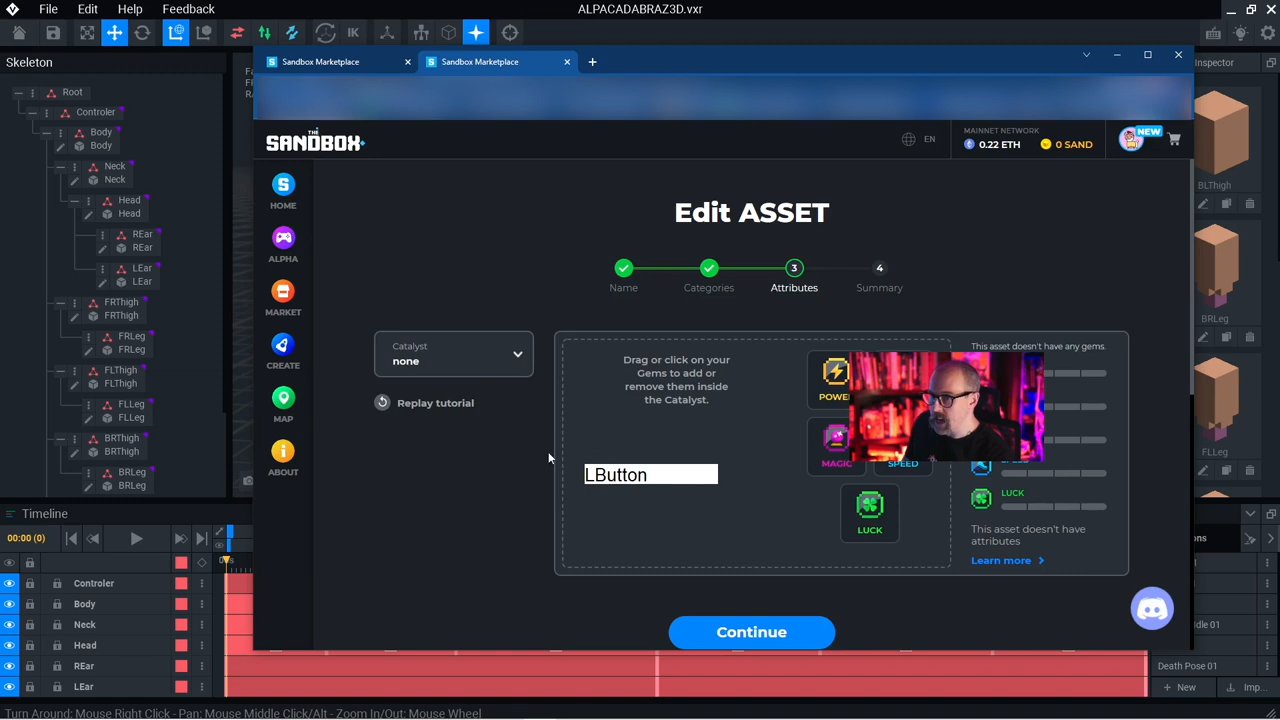 File Edit Help Feedback
ALPACADABRAZ3D.vxr
IK
Skeleton
Root
Controler
Body
Body
Neck
Neck
Head
Head
REar
REar
LEar
LEar
FRThigh
FRThigh
FRLeg
FRLeg
FLThigh
FLThigh
FLLeg
FLLeg
BRThigh
BRThigh
BRLeg
BRLeg
Sandbox Marketplace
Sandbox Marketplace
THE
SANDBOX
EN
MAINNET NETWORK
0.22 ETH 0 SAND
NEW
HOME
ALPHA
MARKET
CREATE
MAP
ABOUT
Edit ASSET
3
4
Name Categories Attributes Summary
Catalyst
none
Replay tutorial
Drag or click on your
Gems to add or
remove them inside
the Catalyst.
LButton
MAGIC
SPEED
LUCK
This asset doesn't have any gems.
LUCK
This asset doesn't have
attributes
Learn more
Continue
Inspector
BLThigh
BRLeg
FLLeg
Timeline
00:00 (0)
Controler
Body
Neck
Head
REar
LEar
Death Pose 01
New
Imp...
Turn Around: Mouse Right Click - Pan: Mouse Middle Click/Alt - Zoom In/Out: Mouse Wheel